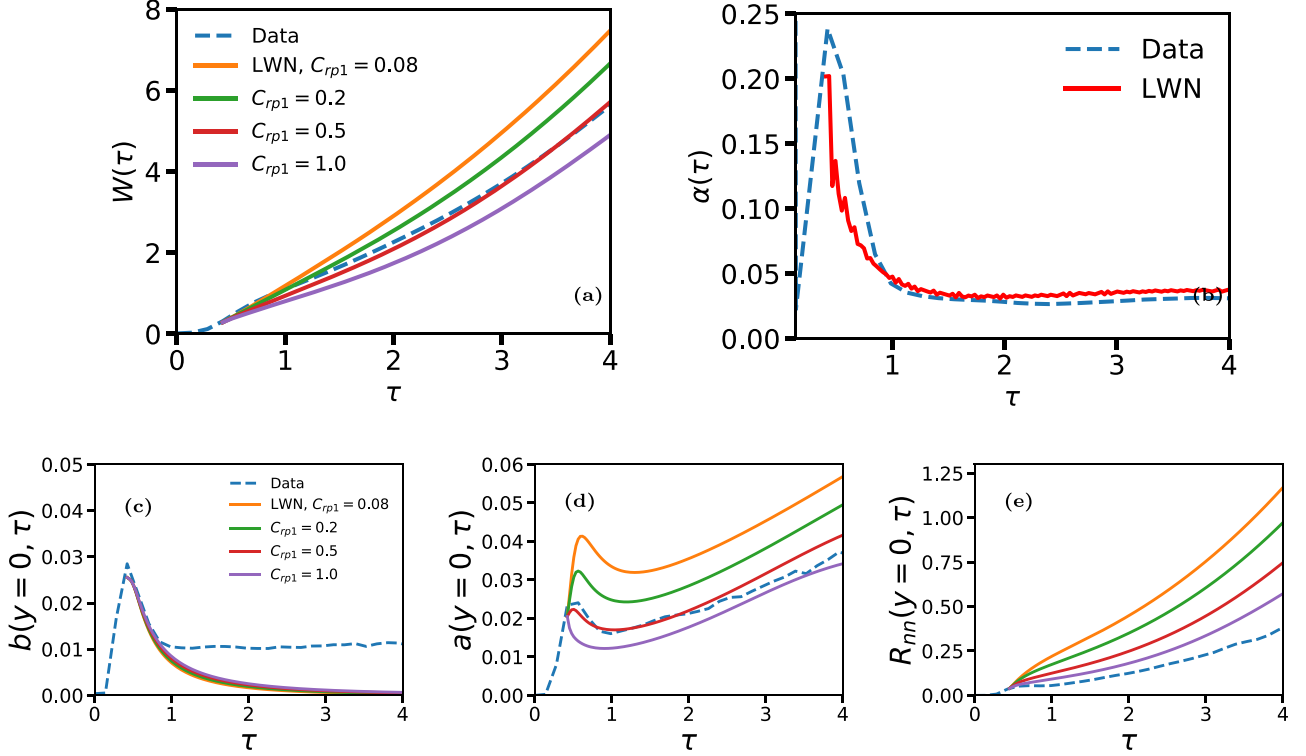 8
6
4
2
0
W(τ)
Data
LWN, C_{rp1} = 0.08
C_{rp1} = 0.2
C_{rp1} = 0.5
C_{rp1} = 1.0
(a)
0 1 2 3 4
τ
0.25
0.20
0.15
0.10
0.05
0.00
α(τ)
Data
LWN
(b)
1 2 3 4
τ
0.05
0.04
0.03
0.02
0.01
0.00
b(y = 0, τ)
(c)
Data
LWN, C_{rp1} = 0.08
C_{rp1} = 0.2
C_{rp1} = 0.5
C_{rp1} = 1.0
0 1 2 3 4
τ
0.06
0.05
0.04
0.03
0.02
0.01
0.00
a(y = 0, τ)
(d)
0 1 2 3 4
τ
1.25
1.00
0.75
0.50
0.25
0.00
R_{nn}(y = 0, τ)
(e)
0 1 2 3 4
τ